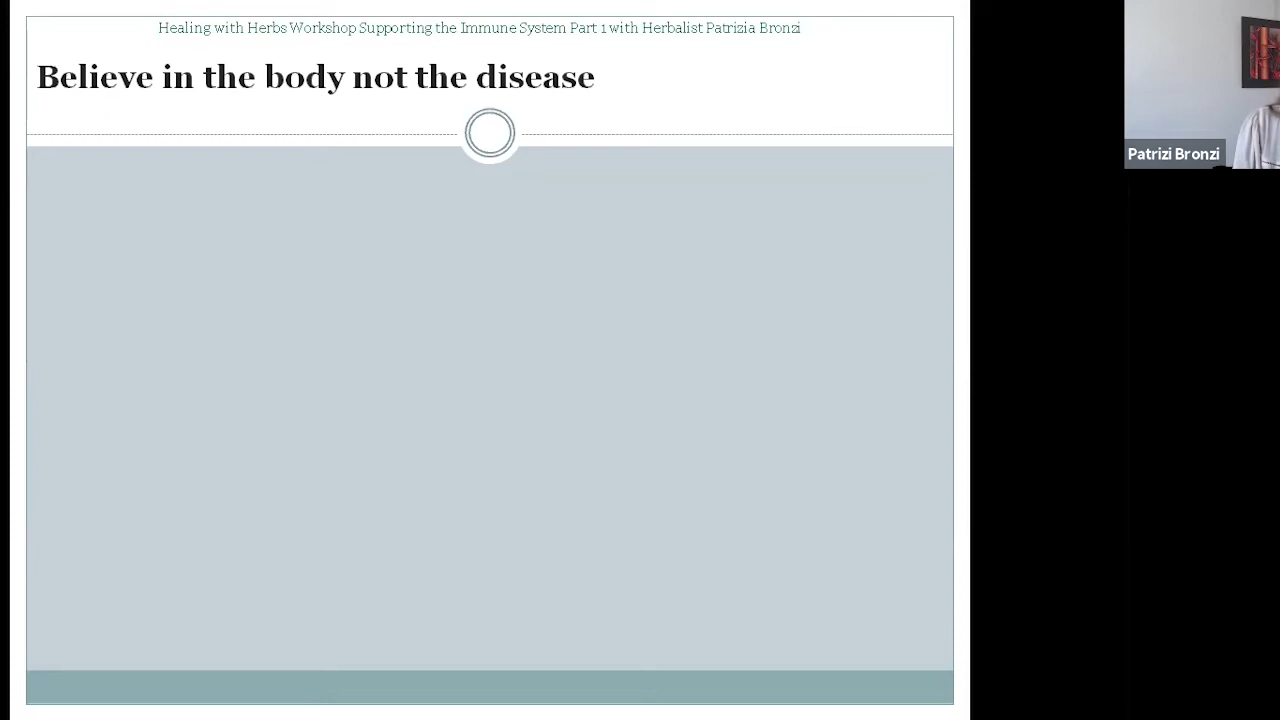 Healing with Herbs Workshop Supporting the Immune System Part 1 with Herbalist Patrizia Bronzi
Believe in the body not the disease
Patrizi Bronzi